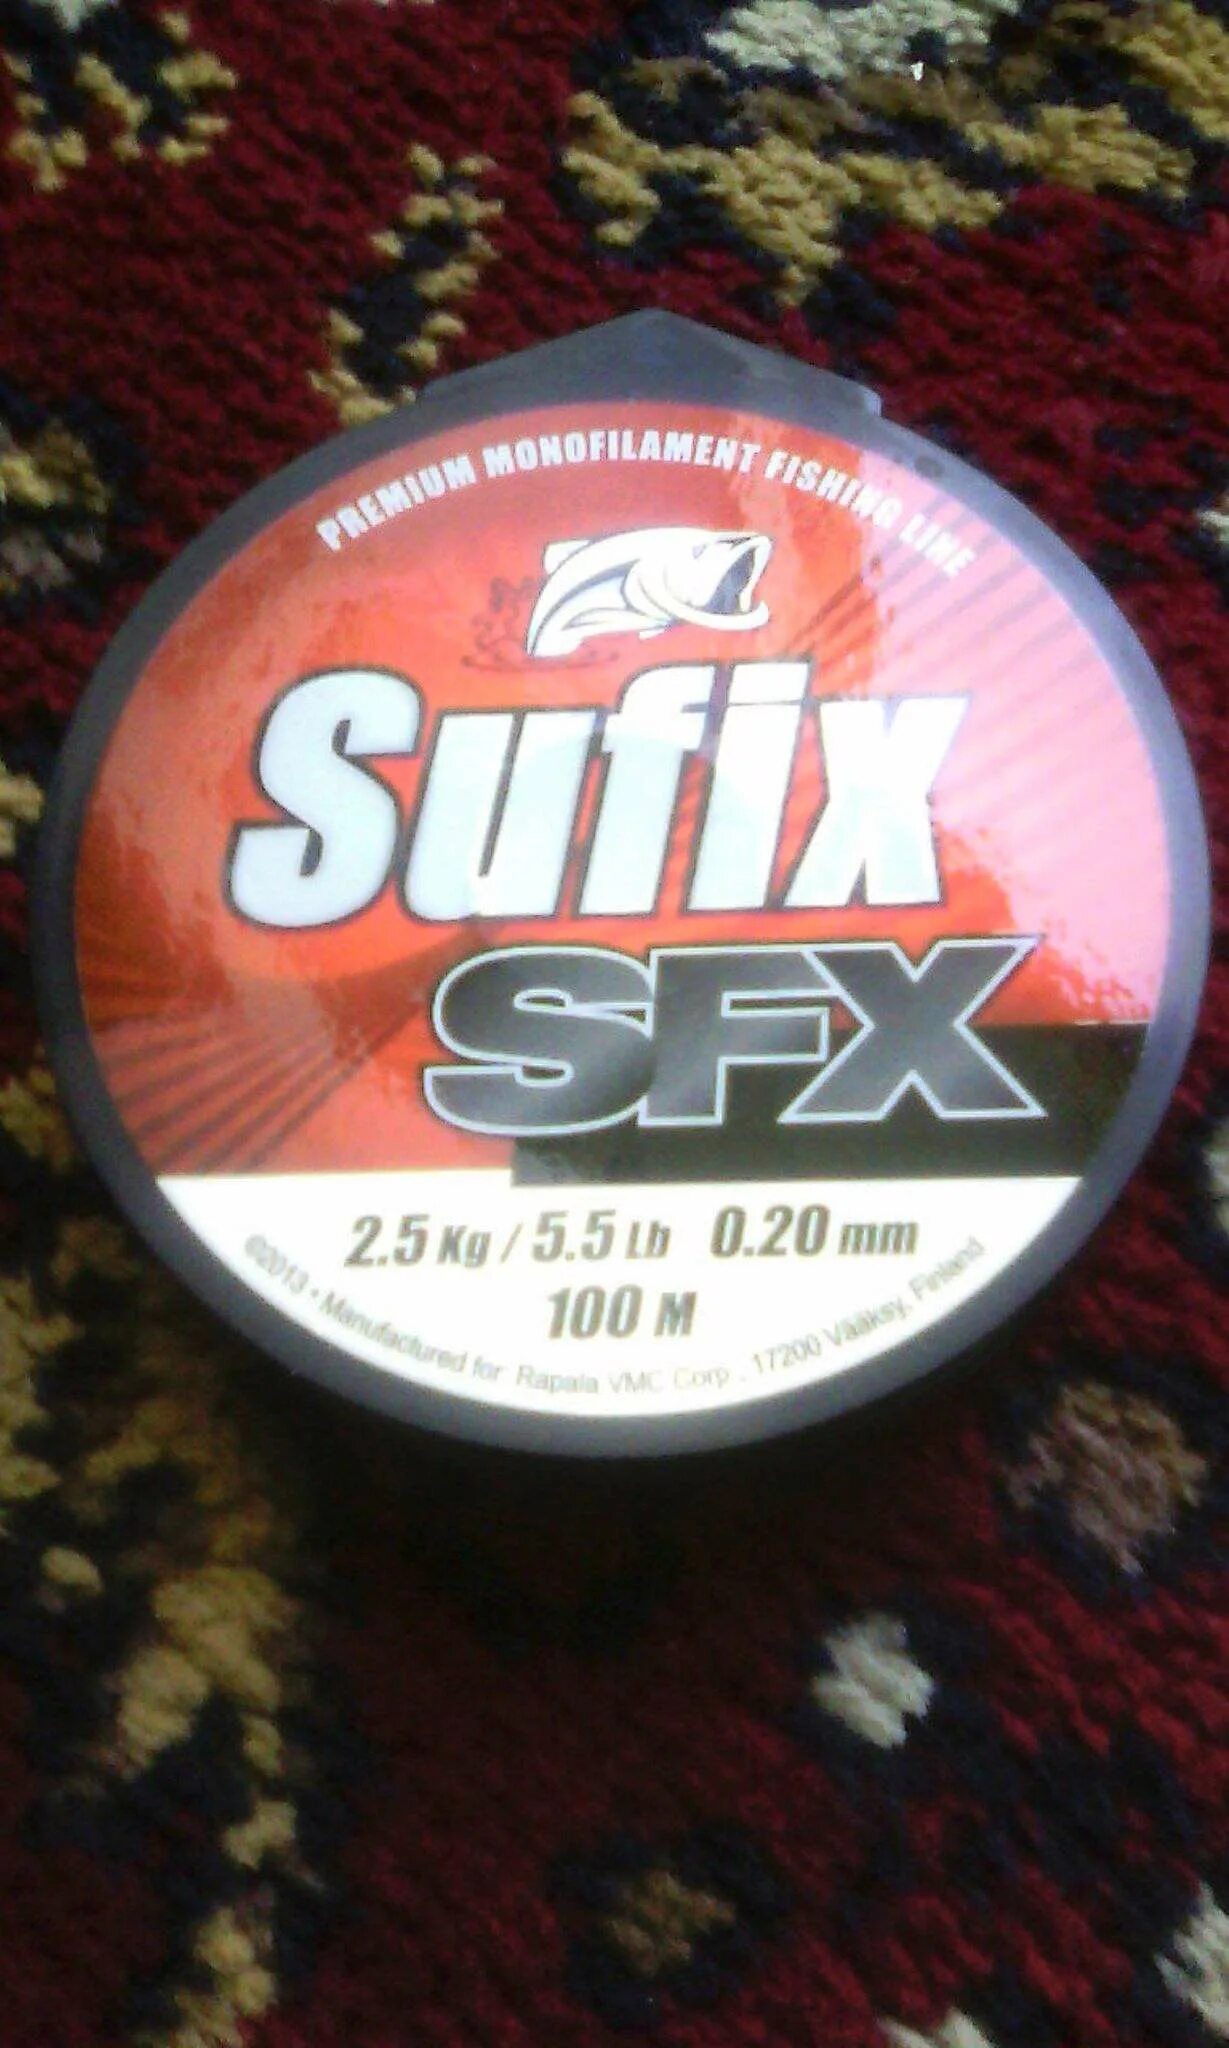 PREMIUM MONOFILAMENT FISHING LINE
Sufix
SFX
2.5 Kg / 5.5 Lb 0.20 mm
100 M
©2013 • Manufactured for Rapala VMC Corp . 17200 Vääksy, Finland